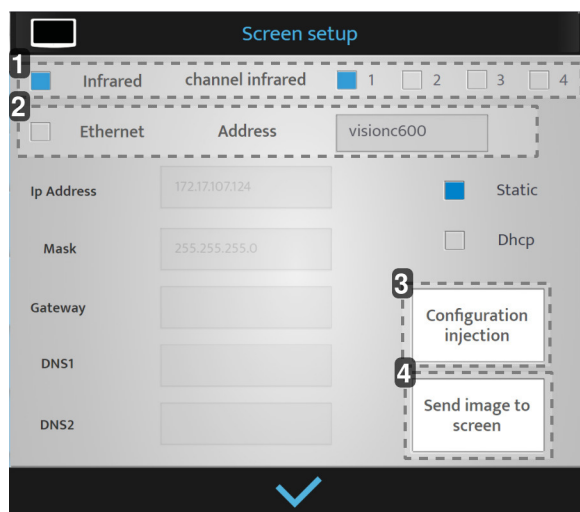 Screen setup
1
Infrared channel infrared 1 2 3 4
2
Ethernet Address visionc600
Ip Address 172.17.107.124 Static
Mask 255.255.255.0 Dhcp
3
Gateway
Configuration
injection
DNS1
4
Send image to
screen
DNS2